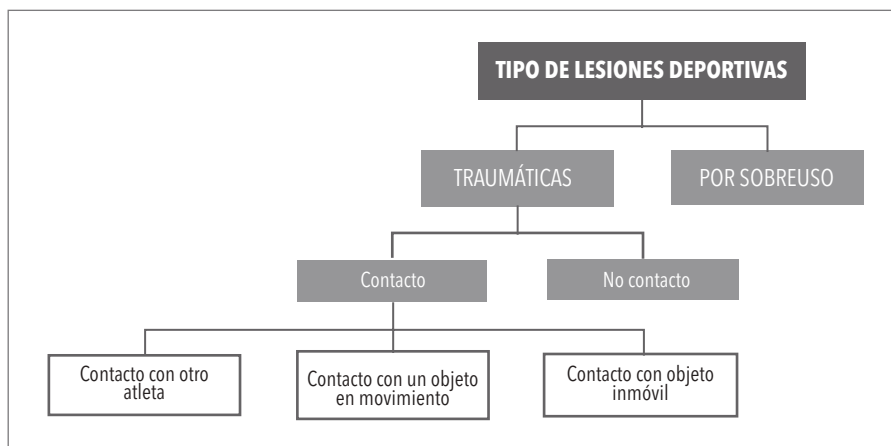 TIPO DE LESIONES DEPORTIVAS
TRAUMÁTICAS
POR SOBREUSO
Contacto
No contacto
Contacto con otro
atleta
Contacto con un objeto
en movimiento
Contacto con objeto
inmóvil